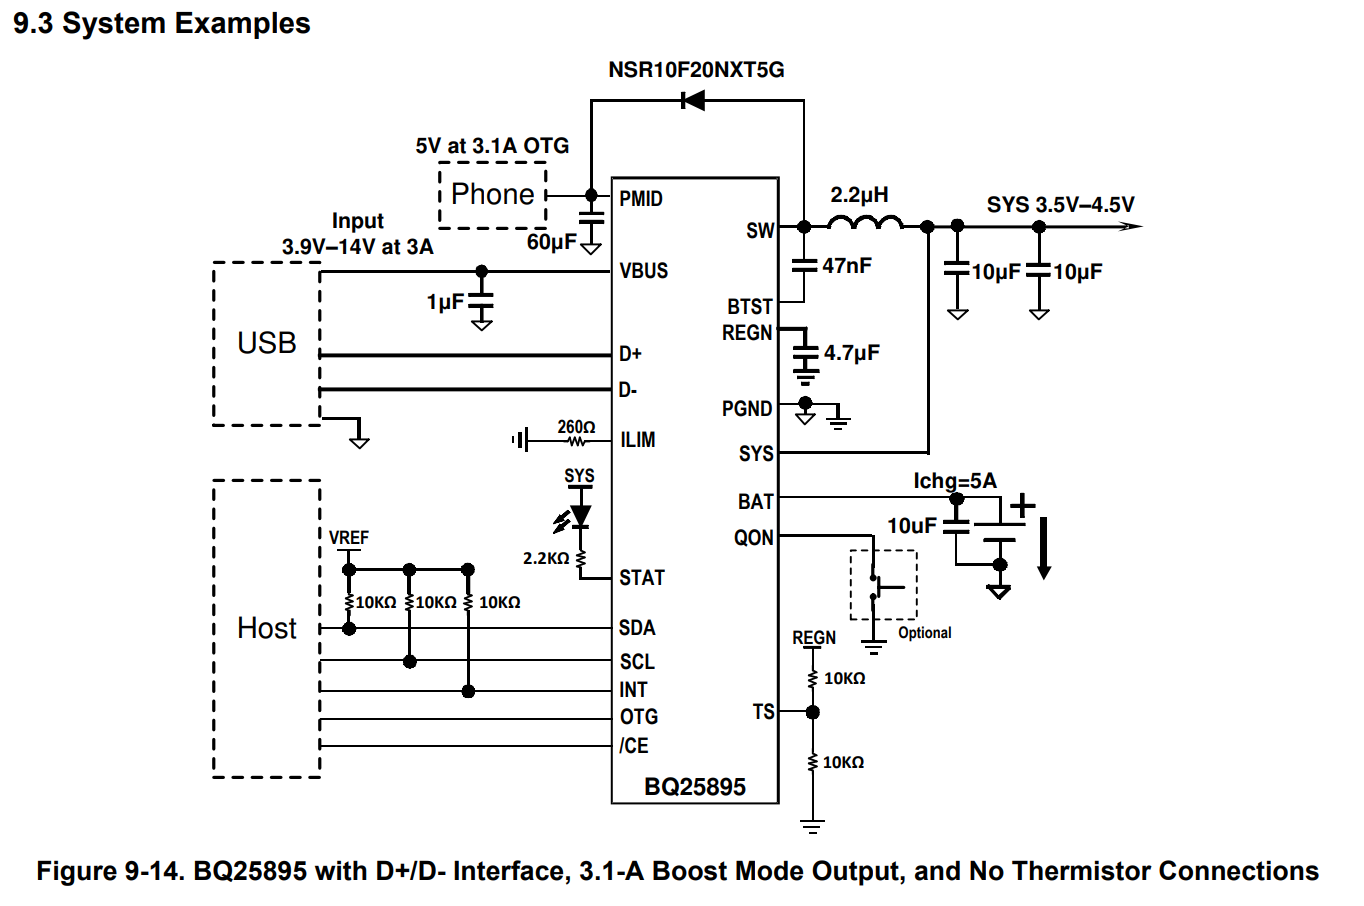 9.3 System Examples
NSR10F20NXT5G
5V at 3.1A OTG
Phone
PMID
60µF
Input
3.9V–14V at 3A
VBUS
1µF
USB
D+
D-
260Ω
ILIM
SYS
2.2KΩ
STAT
VREF
10KΩ 10KΩ 10KΩ
Host
SDA
SCL
INT
OTG
/CE
BQ25895
2.2µH
SYS 3.5V–4.5V
SW
47nF
10µF 10µF
BTST
REGN
4.7µF
PGND
SYS
Ichg=5A
BAT
10uF
+
QON
Optional
REGN
10KΩ
TS
10KΩ
Figure 9-14. BQ25895 with D+/D- Interface, 3.1-A Boost Mode Output, and No Thermistor Connections